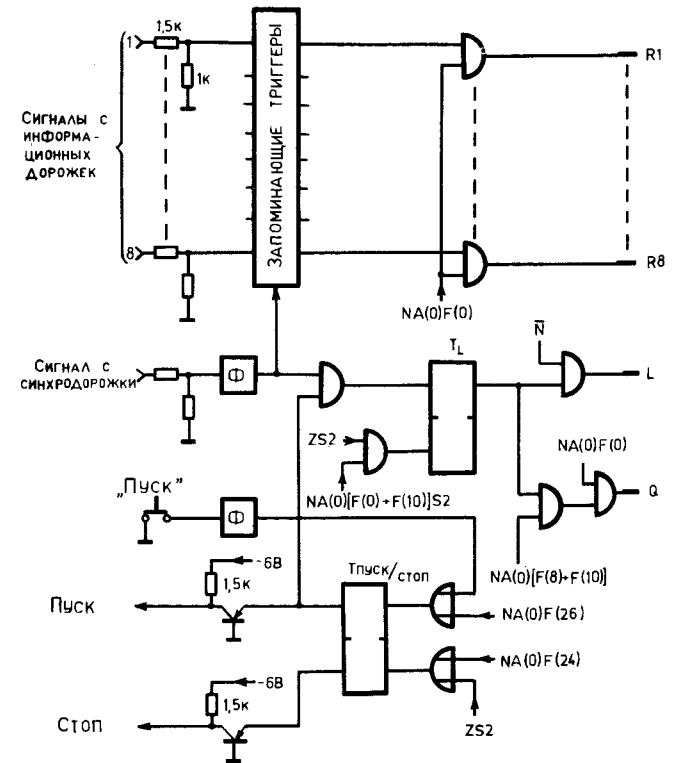 1,5к
1
R1
1к
Сигналы с
информа-
ционных
дорожек
ЗАПОМИНАЮЩИЕ ТРИГГЕРЫ
8
R8
NA(0)F(0)
N̅
Сигнал с
синхродорожки
Ф
TL
L
ZS2
NA(0)F(0)
NA(0)[F(0)+F(10)]S2
Q
„Пуск"
Ф
NA(0)[F(8)+F(10)]
-6В
1,5к
Тпуск/стоп
Пуск
NA(0)F(26)
NA(0)F(24)
-6В
1,5к
Стоп
ZS2